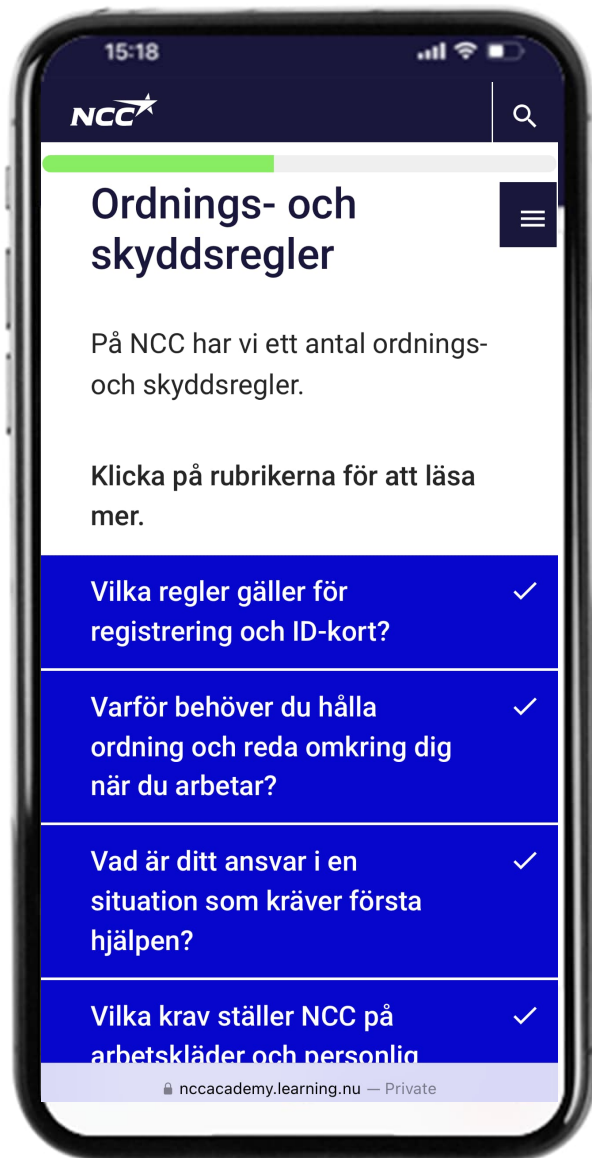 15:18
NCC
Ordnings- och
skyddsregler
På NCC har vi ett antal ordnings-
och skyddsregler.
Klicka på rubrikerna för att läsa
mer.
Vilka regler gäller för
registrering och ID-kort?
Varför behöver du hålla
ordning och reda omkring dig
när du arbetar?
Vad är ditt ansvar i en
situation som kräver första
hjälpen?
Vilka krav ställer NCC på
arbetskläder och personlig
nccacademy.learning.nu — Private